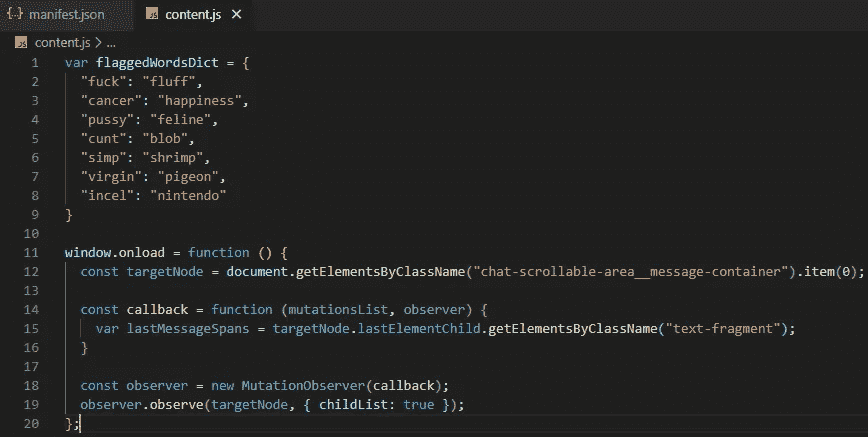 {..} manifest.json JS content.js ×
JS content.js > ...
1 var flaggedWordsDict = {
2   "fuck": "fluff",
3   "cancer": "happiness",
4   "pussy": "feline",
5   "cunt": "blob",
6   "simp": "shrimp",
7   "virgin": "pigeon",
8   "incel": "nintendo"
9 }
10
11 window.onload = function () {
12   const targetNode = document.getElementsByClassName("chat-scrollable-area__message-container").item(0);
13
14   const callback = function (mutationsList, observer) {
15     var lastMessageSpans = targetNode.lastElementChild.getElementsByClassName("text-fragment");
16   }
17
18   const observer = new MutationObserver(callback);
19   observer.observe(targetNode, { childList: true });
20 };